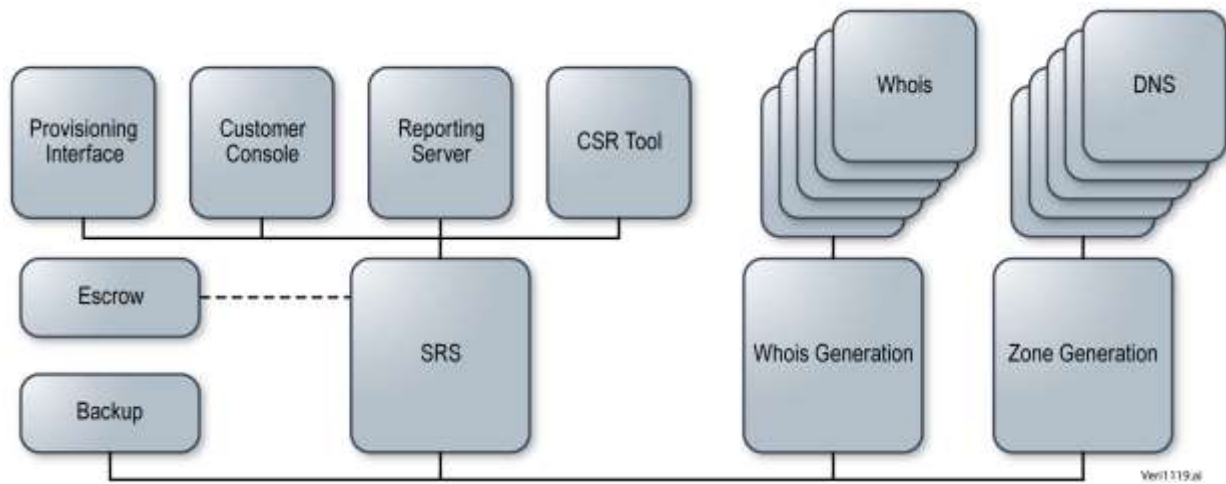 Provisioning
Interface
Customer
Console
Reporting
Server
CSR Tool
Whois
DNS
Escrow
SRS
Whois Generation
Zone Generation
Backup
Veri1119.ai